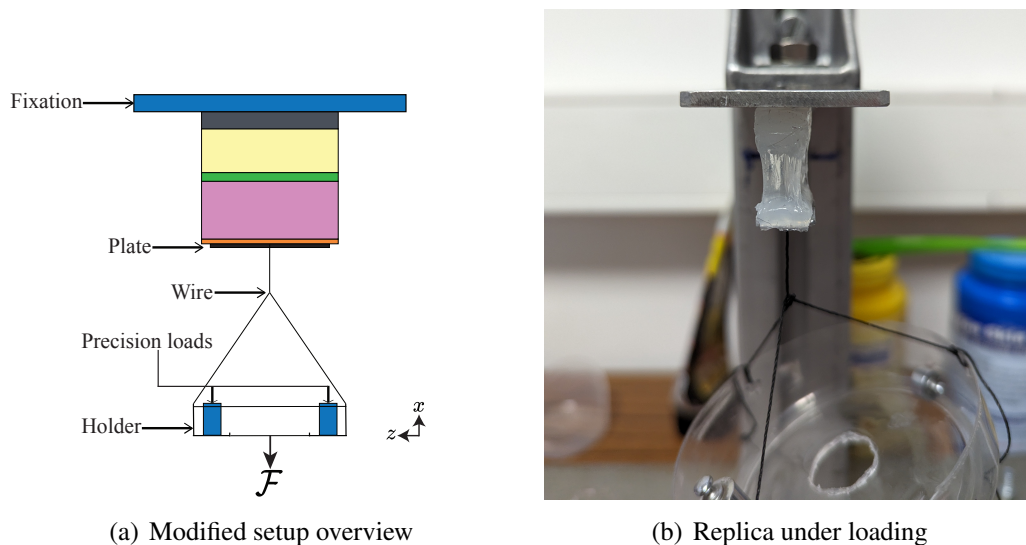 Fixation
Plate
Wire
Precision loads
Holder
x
z
F
(a) Modified setup overview
(b) Replica under loading